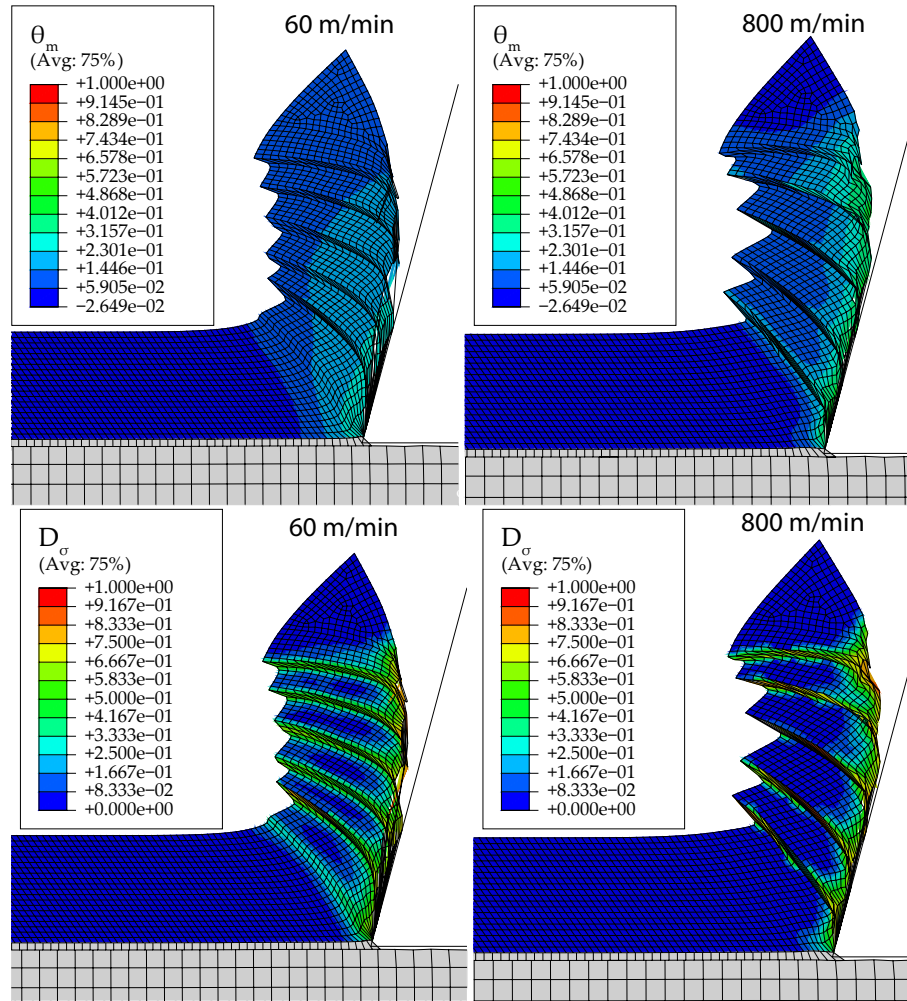 60 m/min
θ_m
(Avg: 75%)
+1.000e+00
+9.145e−01
+8.289e−01
+7.434e−01
+6.578e−01
+5.723e−01
+4.868e−01
+4.012e−01
+3.157e−01
+2.301e−01
+1.446e−01
+5.905e−02
−2.649e−02
800 m/min
θ_m
(Avg: 75%)
+1.000e+00
+9.145e−01
+8.289e−01
+7.434e−01
+6.578e−01
+5.723e−01
+4.868e−01
+4.012e−01
+3.157e−01
+2.301e−01
+1.446e−01
+5.905e−02
−2.649e−02
60 m/min
D_σ
(Avg: 75%)
+1.000e+00
+9.167e−01
+8.333e−01
+7.500e−01
+6.667e−01
+5.833e−01
+5.000e−01
+4.167e−01
+3.333e−01
+2.500e−01
+1.667e−01
+8.333e−02
+0.000e+00
800 m/min
D_σ
(Avg: 75%)
+1.000e+00
+9.167e−01
+8.333e−01
+7.500e−01
+6.667e−01
+5.833e−01
+5.000e−01
+4.167e−01
+3.333e−01
+2.500e−01
+1.667e−01
+8.333e−02
+0.000e+00